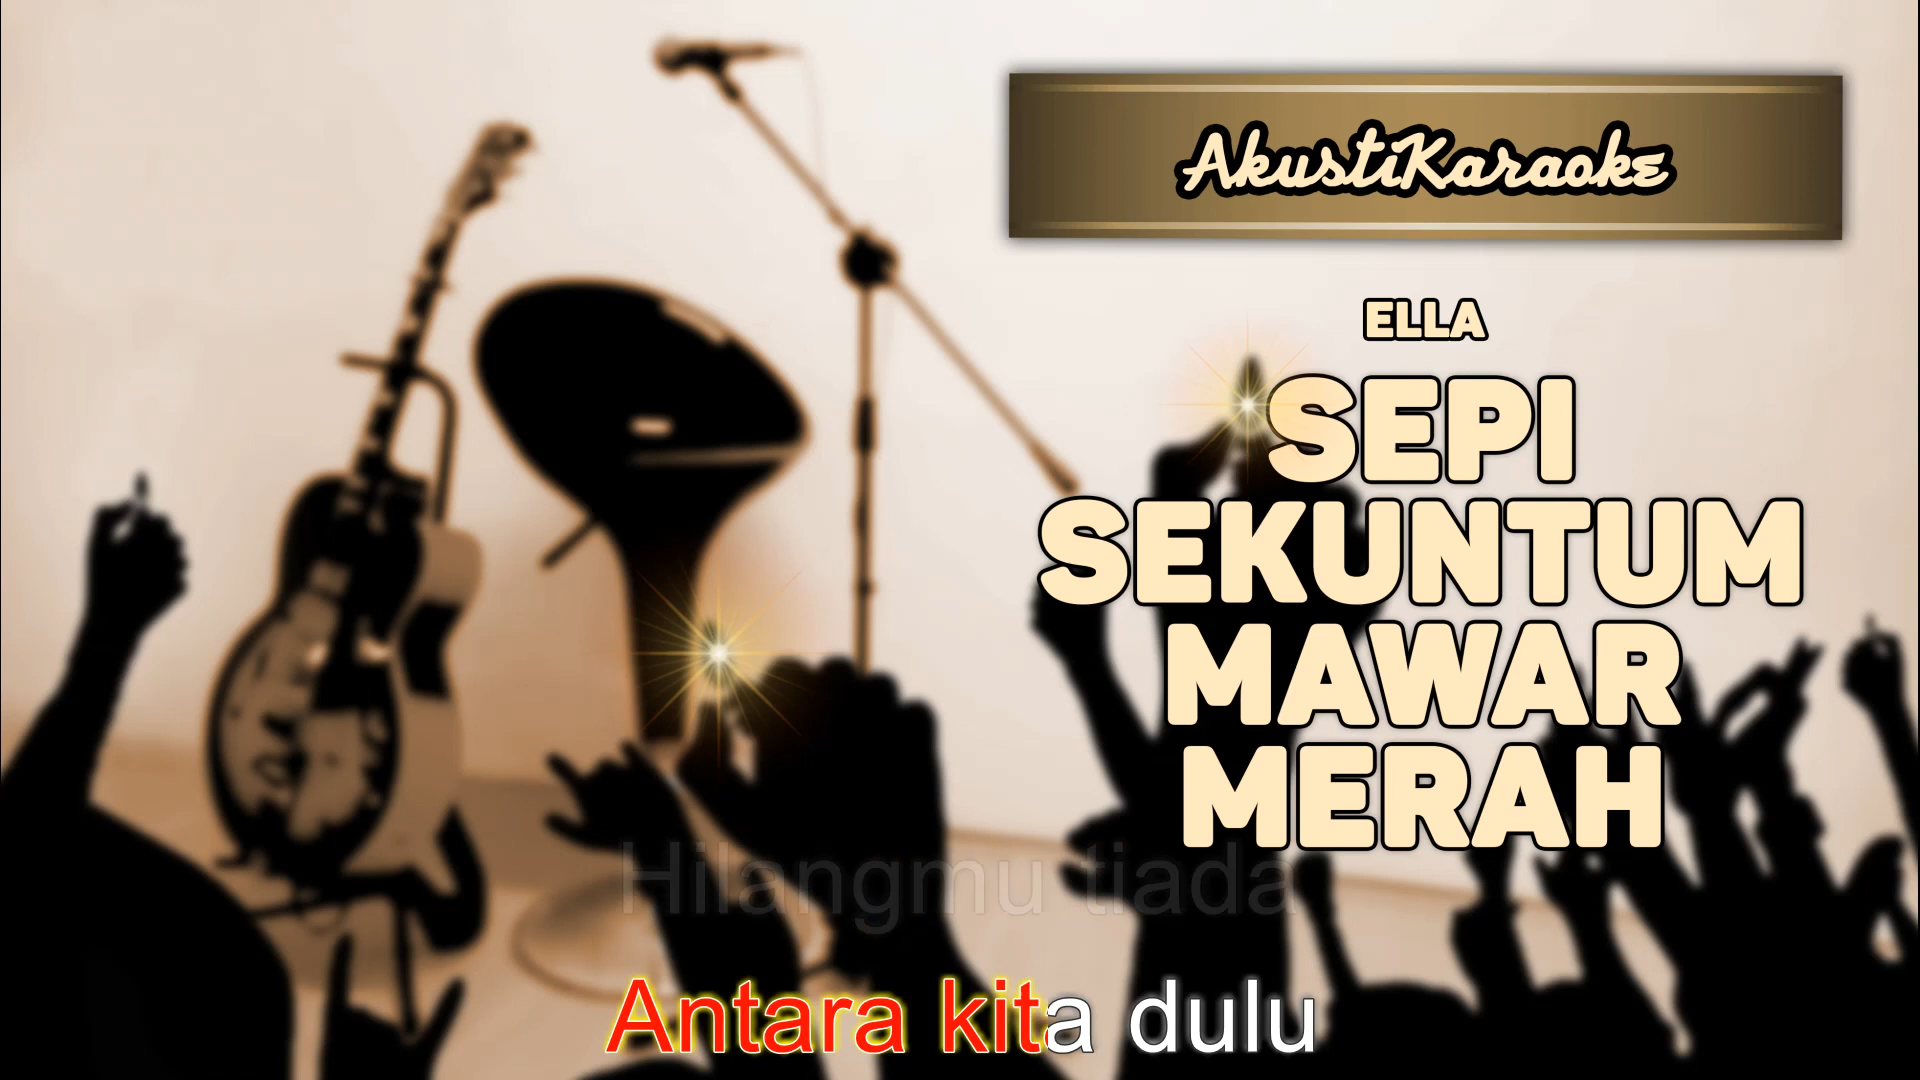 AkustiKaraoke
ELLA
SEPI
SEKUNTUM
MAWAR
MERAH
Hilangmu tiada
Antara kita dulu